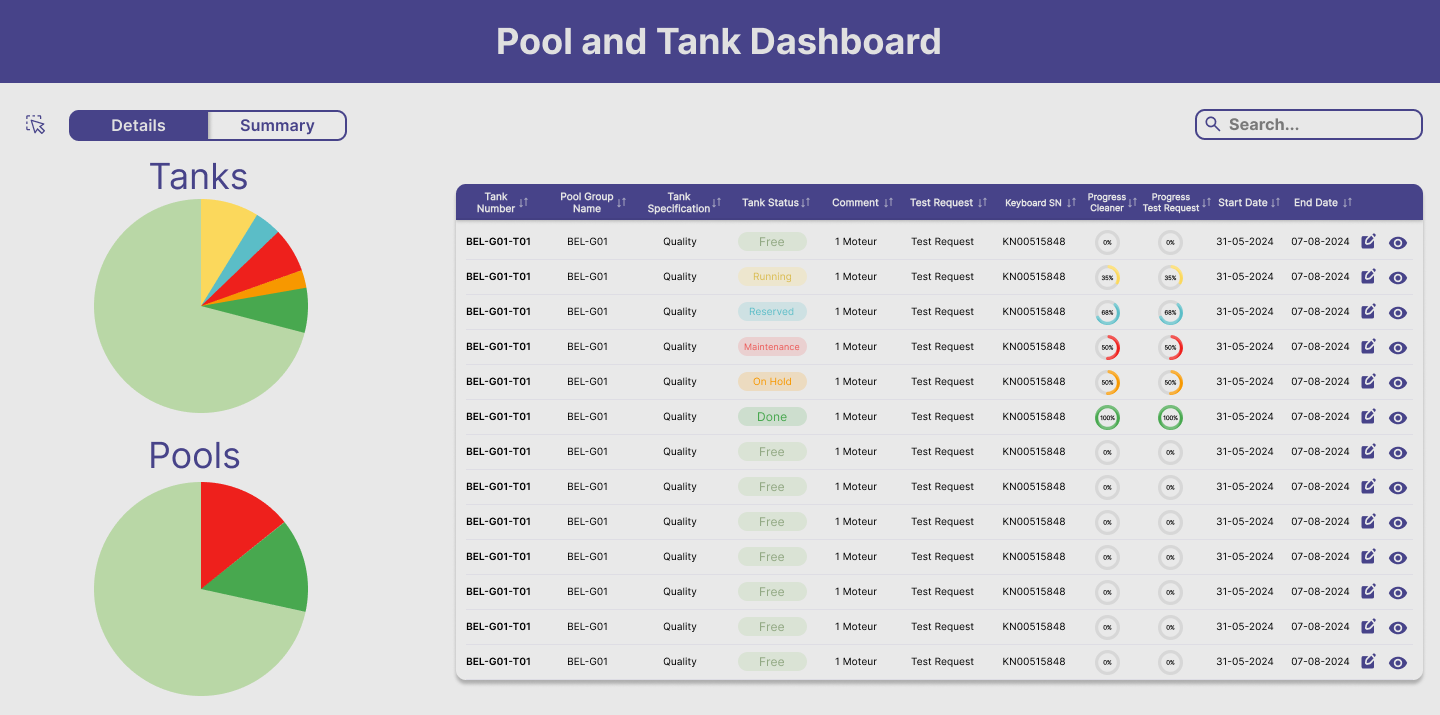 Pool and Tank Dashboard
Details Summary Search...
Tanks
Tank Number Pool Group Name Tank Specification Tank Status Comment Test Request Keyboard SN Progress Cleaner Progress Test Request Start Date End Date
BEL-G01-T01 BEL-G01 Quality Free 1 Moteur Test Request KN00515848 0% 0% 31-05-2024 07-08-2024
BEL-G01-T01 BEL-G01 Quality Running 1 Moteur Test Request KN00515848 35% 35% 31-05-2024 07-08-2024
BEL-G01-T01 BEL-G01 Quality Reserved 1 Moteur Test Request KN00515848 68% 68% 31-05-2024 07-08-2024
BEL-G01-T01 BEL-G01 Quality Maintenance 1 Moteur Test Request KN00515848 50% 50% 31-05-2024 07-08-2024
BEL-G01-T01 BEL-G01 Quality On Hold 1 Moteur Test Request KN00515848 50% 50% 31-05-2024 07-08-2024
BEL-G01-T01 BEL-G01 Quality Done 1 Moteur Test Request KN00515848 100% 100% 31-05-2024 07-08-2024
Pools
BEL-G01-T01 BEL-G01 Quality Free 1 Moteur Test Request KN00515848 0% 0% 31-05-2024 07-08-2024
BEL-G01-T01 BEL-G01 Quality Free 1 Moteur Test Request KN00515848 0% 0% 31-05-2024 07-08-2024
BEL-G01-T01 BEL-G01 Quality Free 1 Moteur Test Request KN00515848 0% 0% 31-05-2024 07-08-2024
BEL-G01-T01 BEL-G01 Quality Free 1 Moteur Test Request KN00515848 0% 0% 31-05-2024 07-08-2024
BEL-G01-T01 BEL-G01 Quality Free 1 Moteur Test Request KN00515848 0% 0% 31-05-2024 07-08-2024
BEL-G01-T01 BEL-G01 Quality Free 1 Moteur Test Request KN00515848 0% 0% 31-05-2024 07-08-2024
BEL-G01-T01 BEL-G01 Quality Free 1 Moteur Test Request KN00515848 0% 0% 31-05-2024 07-08-2024